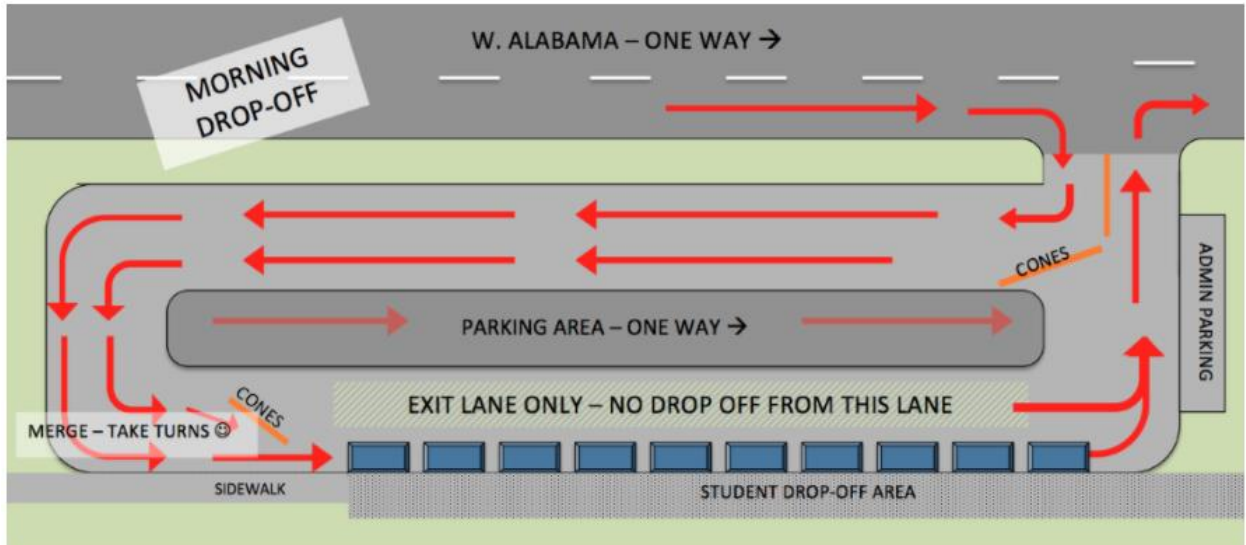 W. ALABAMA – ONE WAY →
MORNING
DROP-OFF
CONES
ADMIN PARKING
PARKING AREA – ONE WAY →
CONES
EXIT LANE ONLY – NO DROP OFF FROM THIS LANE
MERGE – TAKE TURNS ☺
SIDEWALK
STUDENT DROP-OFF AREA